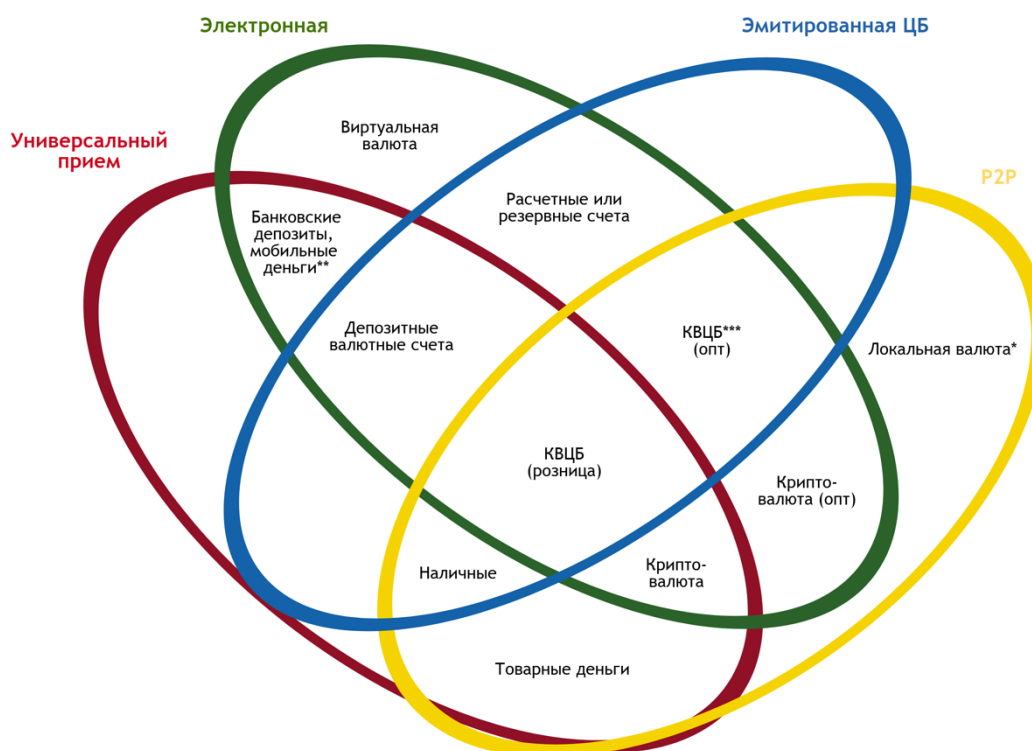 Электронная
Эмитированная ЦБ
Универсальный
прием
P2P
Виртуальная
валюта
Расчетные или
резервные счета
Банковские
депозиты,
мобильные
деньги**
Депозитные
валютные счета
КВЦБ***
(опт)
Локальная валюта*
КВЦБ
(розница)
Крипто-
валюта (опт)
Наличные
Крипто-
валюта
Товарные деньги